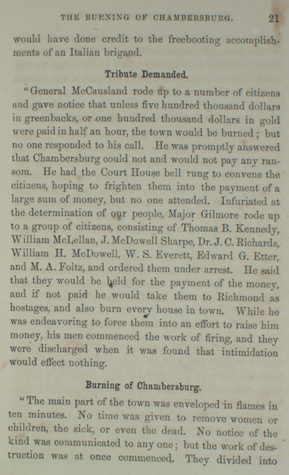 THE BURNING OF CHAMBERSBURG. 21
would have done credit to the freebooting accomplish-
ments of an Italian brigand.
Tribute Demanded.
"General McCausland rode up to a number of citizens
and gave notice that unless five hundred thousand dollars
in greenbacks, or one hundred thousand dollars in gold
were paid in half an hour, the town would be burned; but
no one responded to his call. He was promptly answered
that Chambersburg could not and would not pay any ran-
som. He had the Court House bell rung to convene the
citizens, hoping to frighten them into the payment of a
large sum of money, but no one attended. Infuriated at
the determination of our people, Major Gilmore rode up
to a group of citizens, consisting of Thomas B. Kennedy,
William McLellan, J. McDowell Sharpe, Dr. J. C. Richards,
William H. McDowell, W. S. Everett, Edward G. Etter,
and M. A. Foltz, and ordered them under arrest. He said
that they would be held for the payment of the money,
and if not paid he would take them to Richmond as
hostages, and also burn every house in town. While he
was endeavoring to force them into an effort to raise him
money, his men commenced the work of firing, and they
were discharged when it was found that intimidation
would effect nothing.
Burning of Chambersburg.
"The main part of the town was enveloped in flames in
ten minutes. No time was given to remove women or
children, the sick, or even the dead. No notice of the
kind was communicated to any one; but the work of des-
truction was at once commenced. They divided into